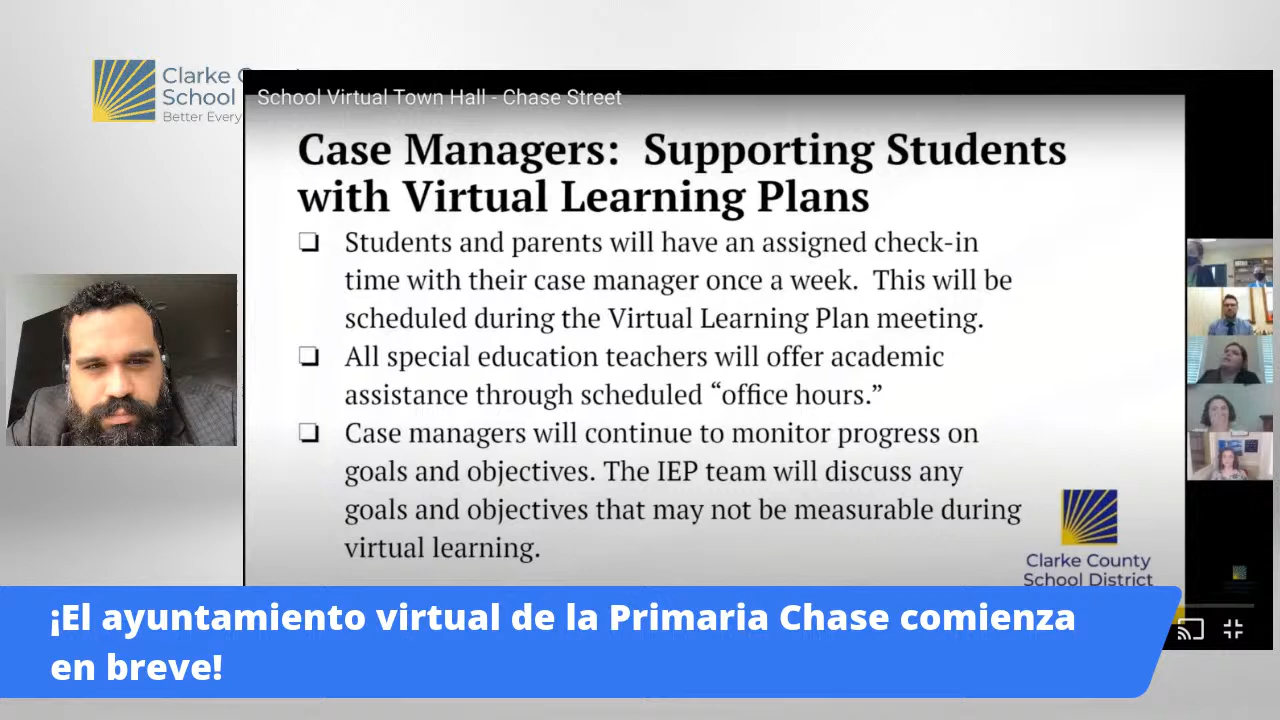 Clarke
School
Better Every
School Virtual Town Hall - Chase Street
Case Managers:  Supporting Students
with Virtual Learning Plans
❏ Students and parents will have an assigned check-in
time with their case manager once a week.  This will be
scheduled during the Virtual Learning Plan meeting.
❏ All special education teachers will offer academic
assistance through scheduled “office hours.”
❏ Case managers will continue to monitor progress on
goals and objectives. The IEP team will discuss any
goals and objectives that may not be measurable during
virtual learning.
Clarke County
School District
¡El ayuntamiento virtual de la Primaria Chase comienza
en breve!